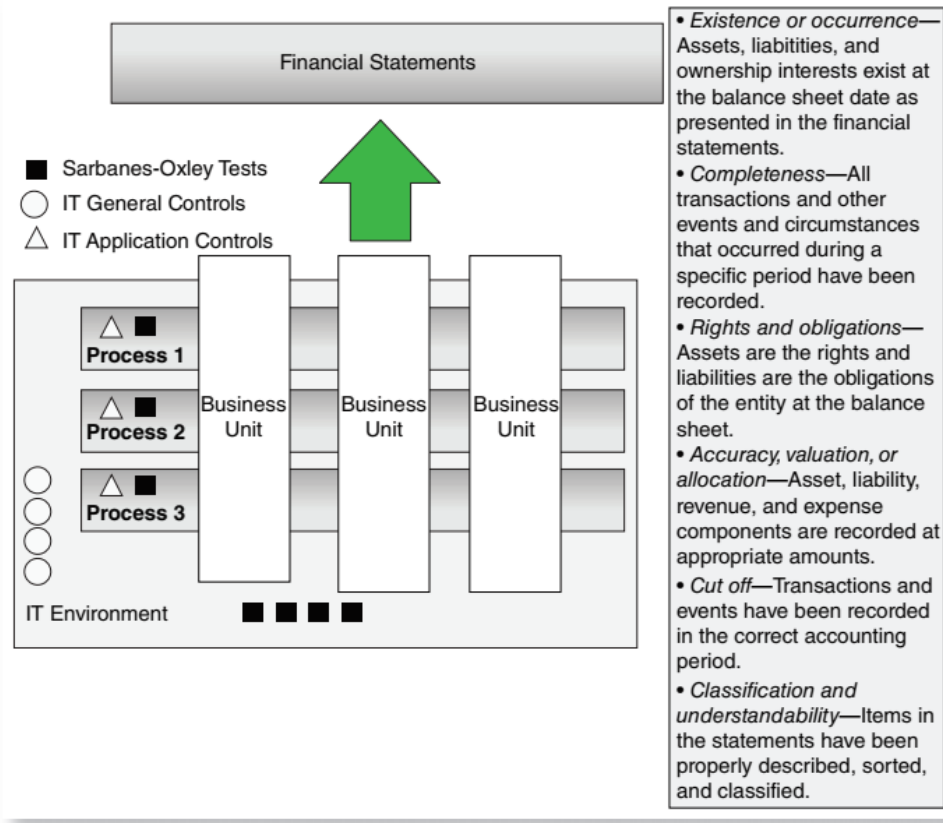 Financial Statements
Sarbanes-Oxley Tests
IT General Controls
IT Application Controls
Process 1
Process 2
Process 3
Business
Unit
Business
Unit
Business
Unit
IT Environment
• Existence or occurrence—
Assets, liabitities, and
ownership interests exist at
the balance sheet date as
presented in the financial
statements.
• Completeness—All
transactions and other
events and circumstances
that occurred during a
specific period have been
recorded.
• Rights and obligations—
Assets are the rights and
liabilities are the obligations
of the entity at the balance
sheet.
• Accuracy, valuation, or
allocation—Asset, liability,
revenue, and expense
components are recorded at
appropriate amounts.
• Cut off—Transactions and
events have been recorded
in the correct accounting
period.
• Classification and
understandability—Items in
the statements have been
properly described, sorted,
and classified.